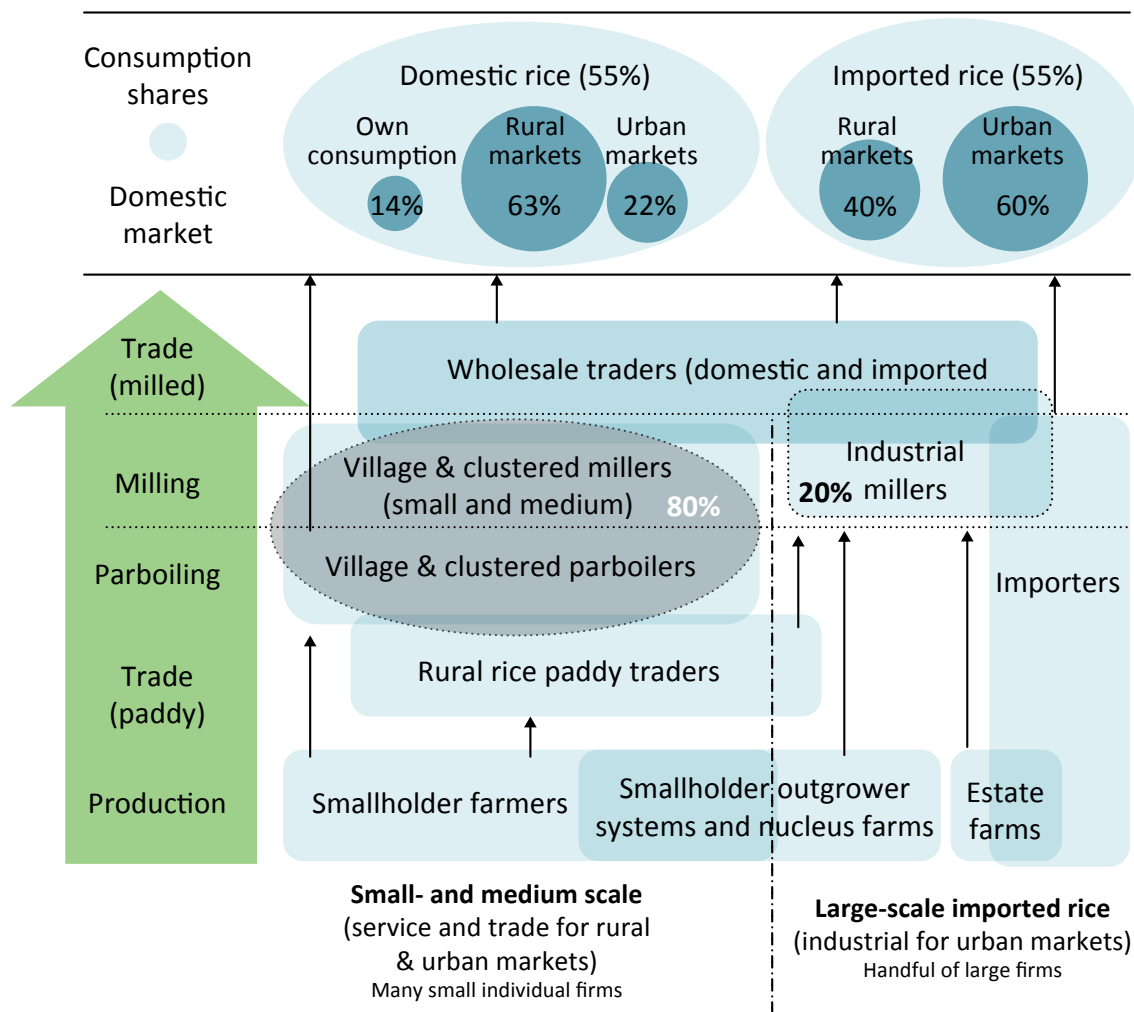 Consumption
shares
Domestic
market
Domestic rice (55%)
Own
consumption
14%
Rural
markets
63%
Urban
markets
22%
Imported rice (55%)
Rural
markets
40%
Urban
markets
60%
Trade
(milled)
Wholesale traders (domestic and imported
Milling
Village & clustered millers
(small and medium)
80%
Industrial
millers
20%
Parboiling
Village & clustered parboilers
Importers
Trade
(paddy)
Rural rice paddy traders
Production
Smallholder farmers
Smallholder outgrower
systems and nucleus farms
Estate
farms
Small- and medium scale
(service and trade for rural
& urban markets)
Many small individual firms
Large-scale imported rice
(industrial for urban markets)
Handful of large firms